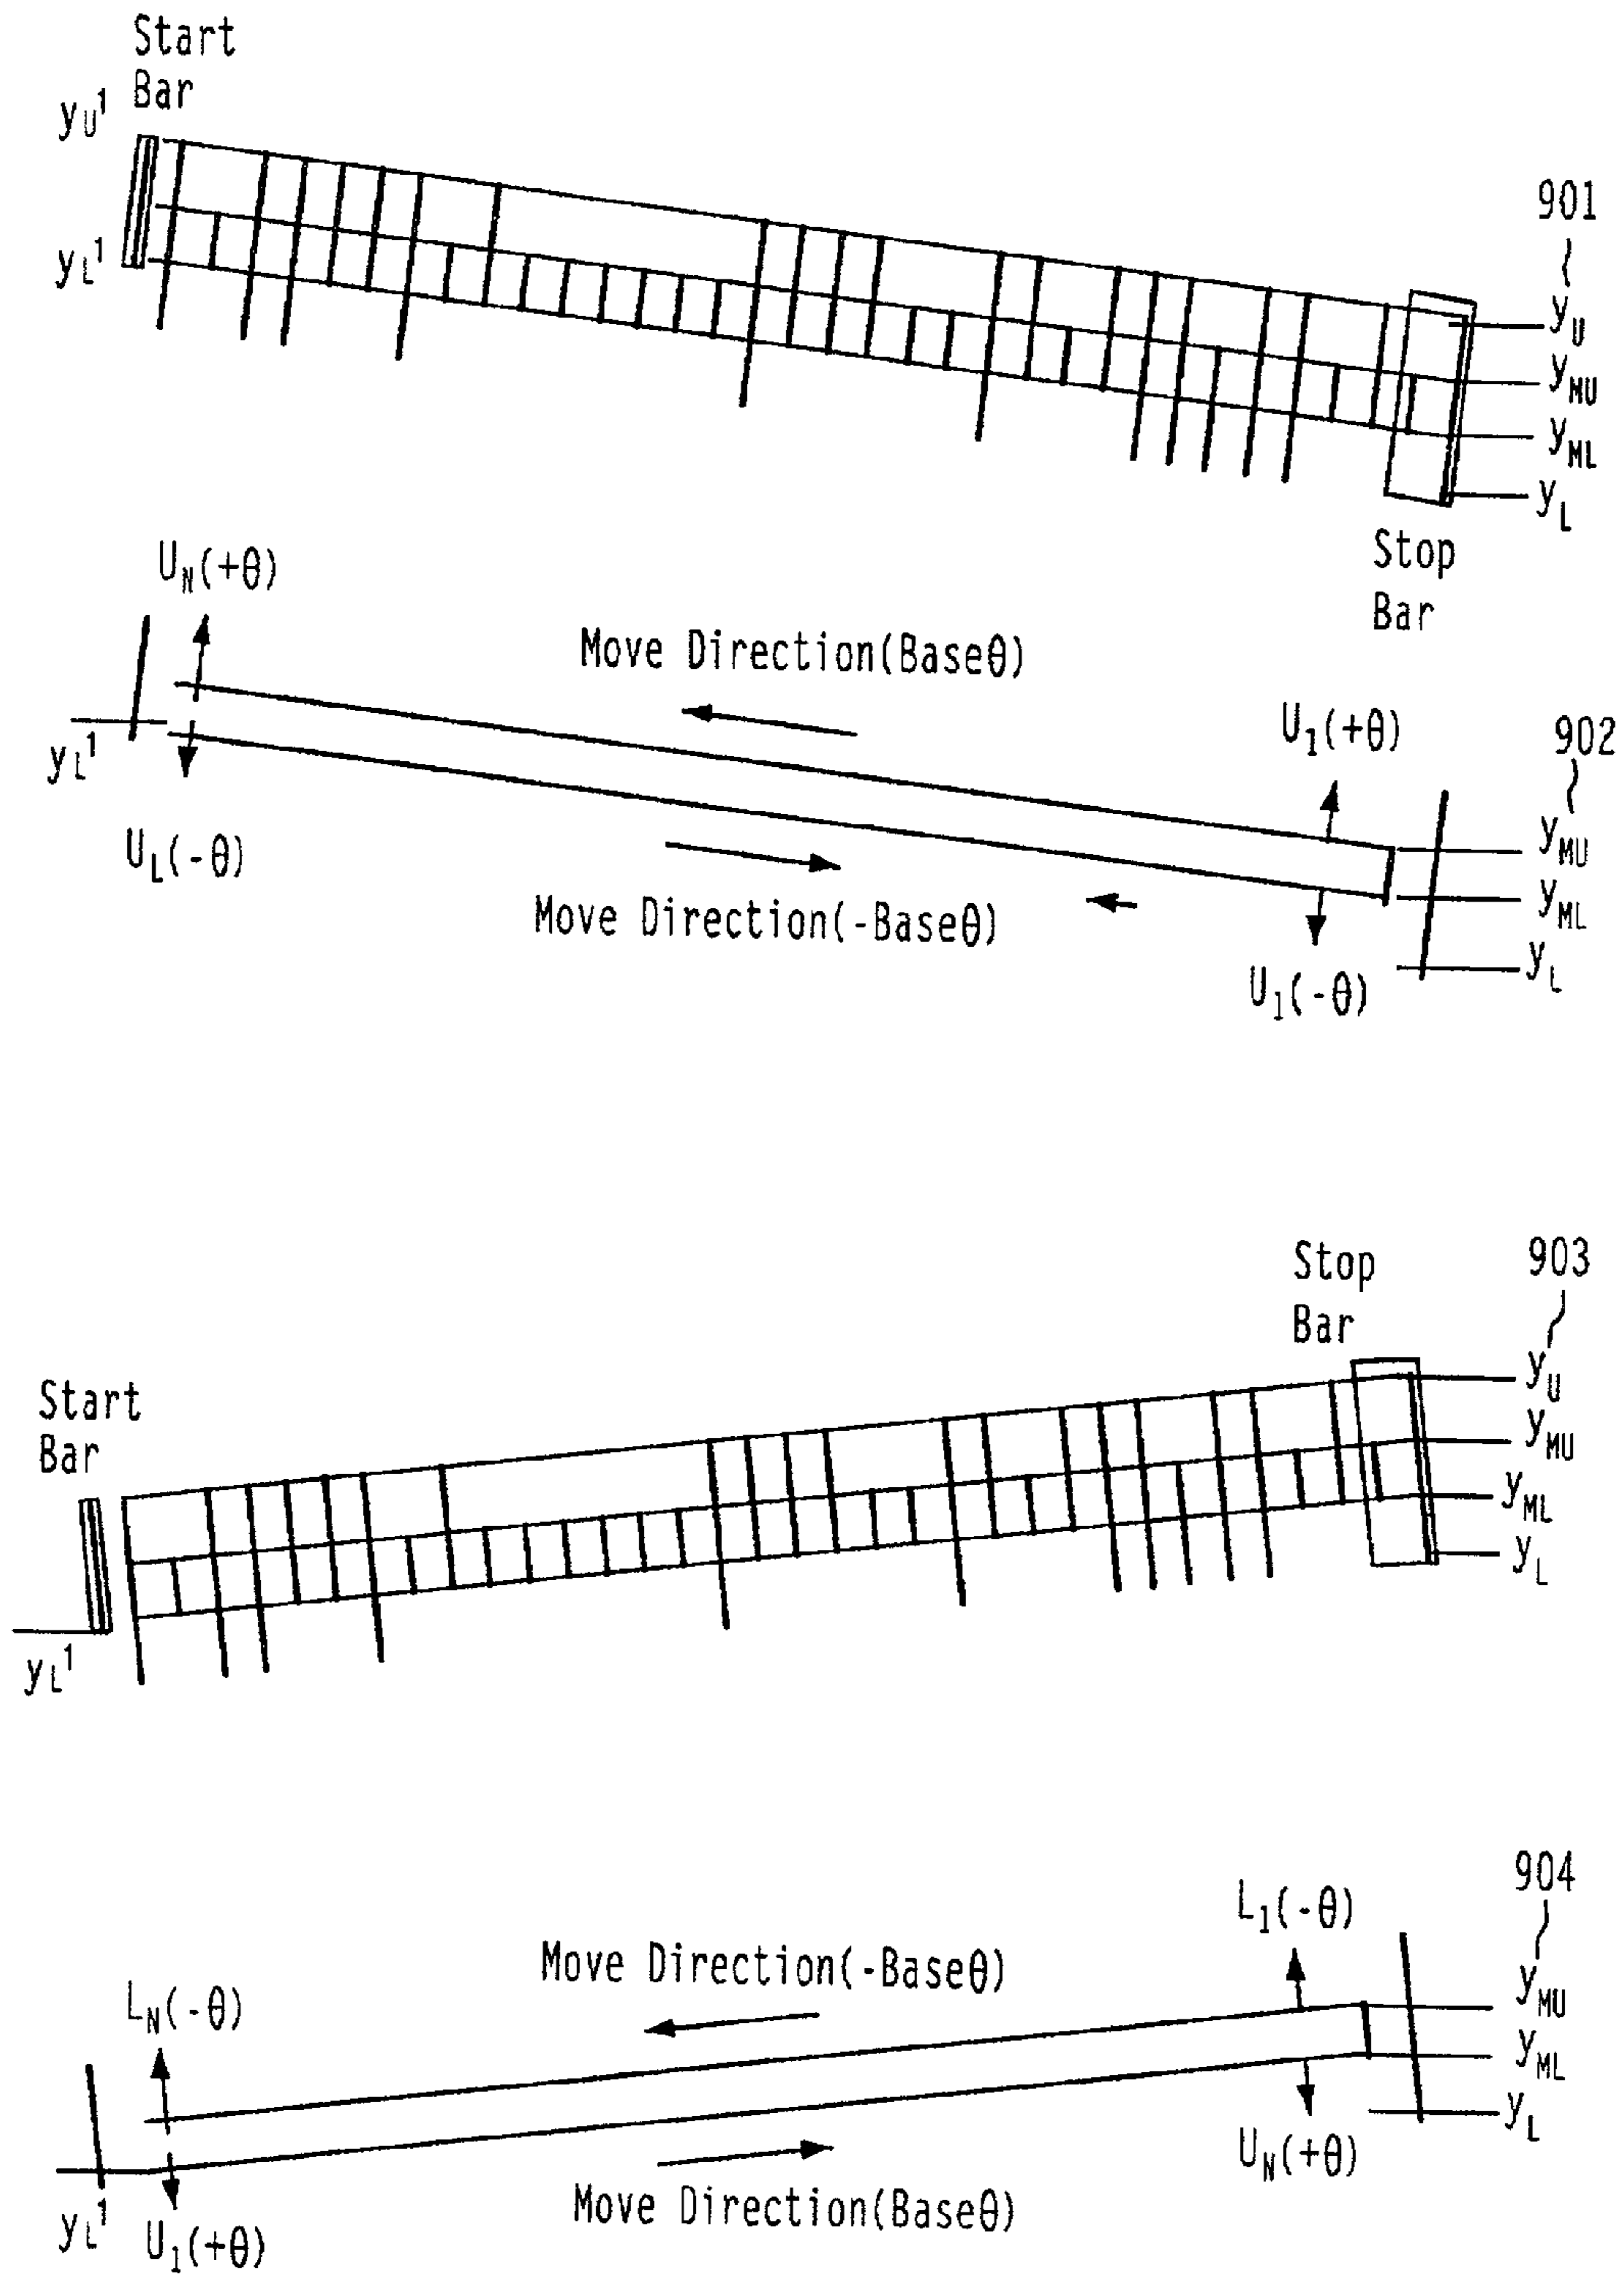 Start
Bar
yU1
yL1
901
yU
yMU
yML
yL
Stop
Bar
UN(+θ)
Move Direction(Baseθ)
U1(+θ)
902
yL1
yMU
UL(-θ)
yML
Move Direction(-Baseθ)
yL
U1(-θ)
Stop
Bar
903
Start
Bar
yU
yMU
yML
yL
yL1
904
L1(-θ)
Move Direction(-Baseθ)
LN(-θ)
yMU
yML
yL
UN(+θ)
Move Direction(Baseθ)
yL1
U1(+θ)